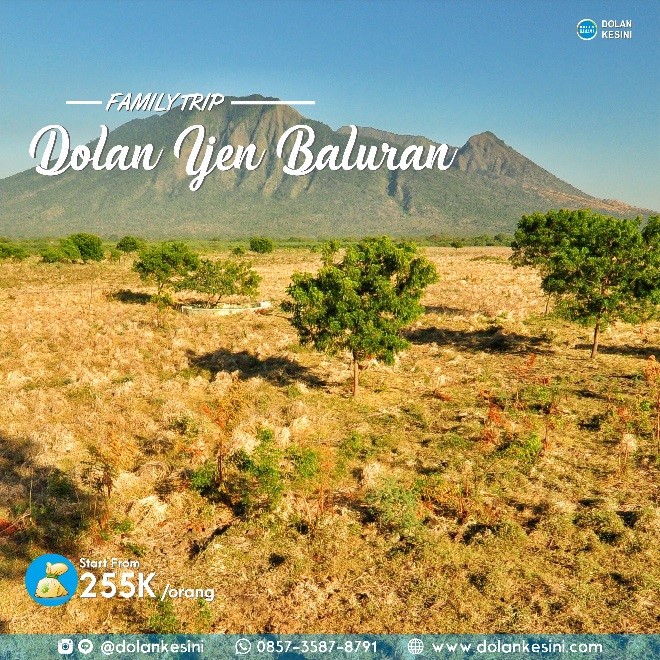 DOLAN
KESINI
FAMILY TRIP
Dolan Ijen Baluran
Start From
255K /orang
@dolankesini
0857-3587-8791
www.dolankesini.com